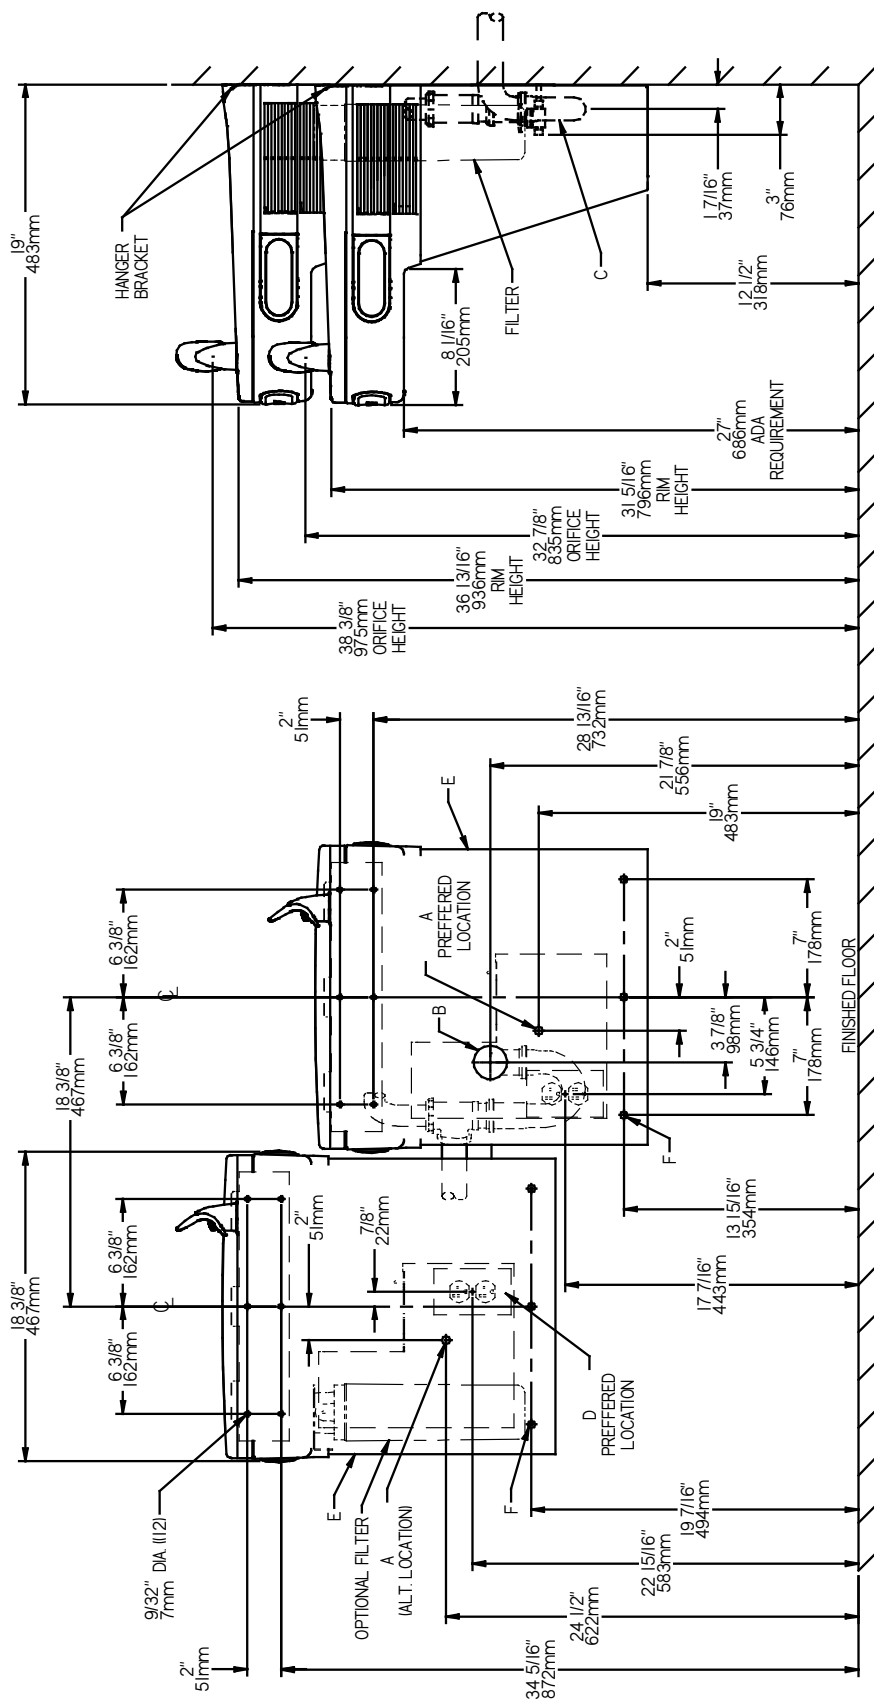 18 3/8"
467mm
18 3/8"
467mm
6 3/8"
162mm
6 3/8"
162mm
6 3/8"
162mm
6 3/8"
162mm
CL
CL
9/32" DIA. (112)
7mm
2"
51mm
2"
51mm
7/8"
22mm
2"
51mm
E
OPTIONAL FILTER
A
(ALT. LOCATION)
F
D
PREFFERED
LOCATION
34 5/16"
872mm
24 1/2"
622mm
22 15/16"
583mm
19 7/16"
494mm
A
PREFFERED
LOCATION
B
E
F
28 13/16"
732mm
21 7/8"
556mm
19"
483mm
2"
51mm
3 7/8"
98mm
5 3/4"
146mm
7"
178mm
7"
178mm
13 15/16"
354mm
17 7/16"
443mm
FINISHED FLOOR
19"
483mm
HANGER
BRACKET
38 3/8"
975mm
ORIFICE
HEIGHT
36 13/16"
936mm
RIM
HEIGHT
32 7/8"
835mm
ORIFICE
HEIGHT
31 5/16"
796mm
RIM
HEIGHT
27"
686mm
ADA
REQUIREMENT
8 1/16"
205mm
FILTER
C
12 1/2"
318mm
1 7/16"
37mm
3"
76mm